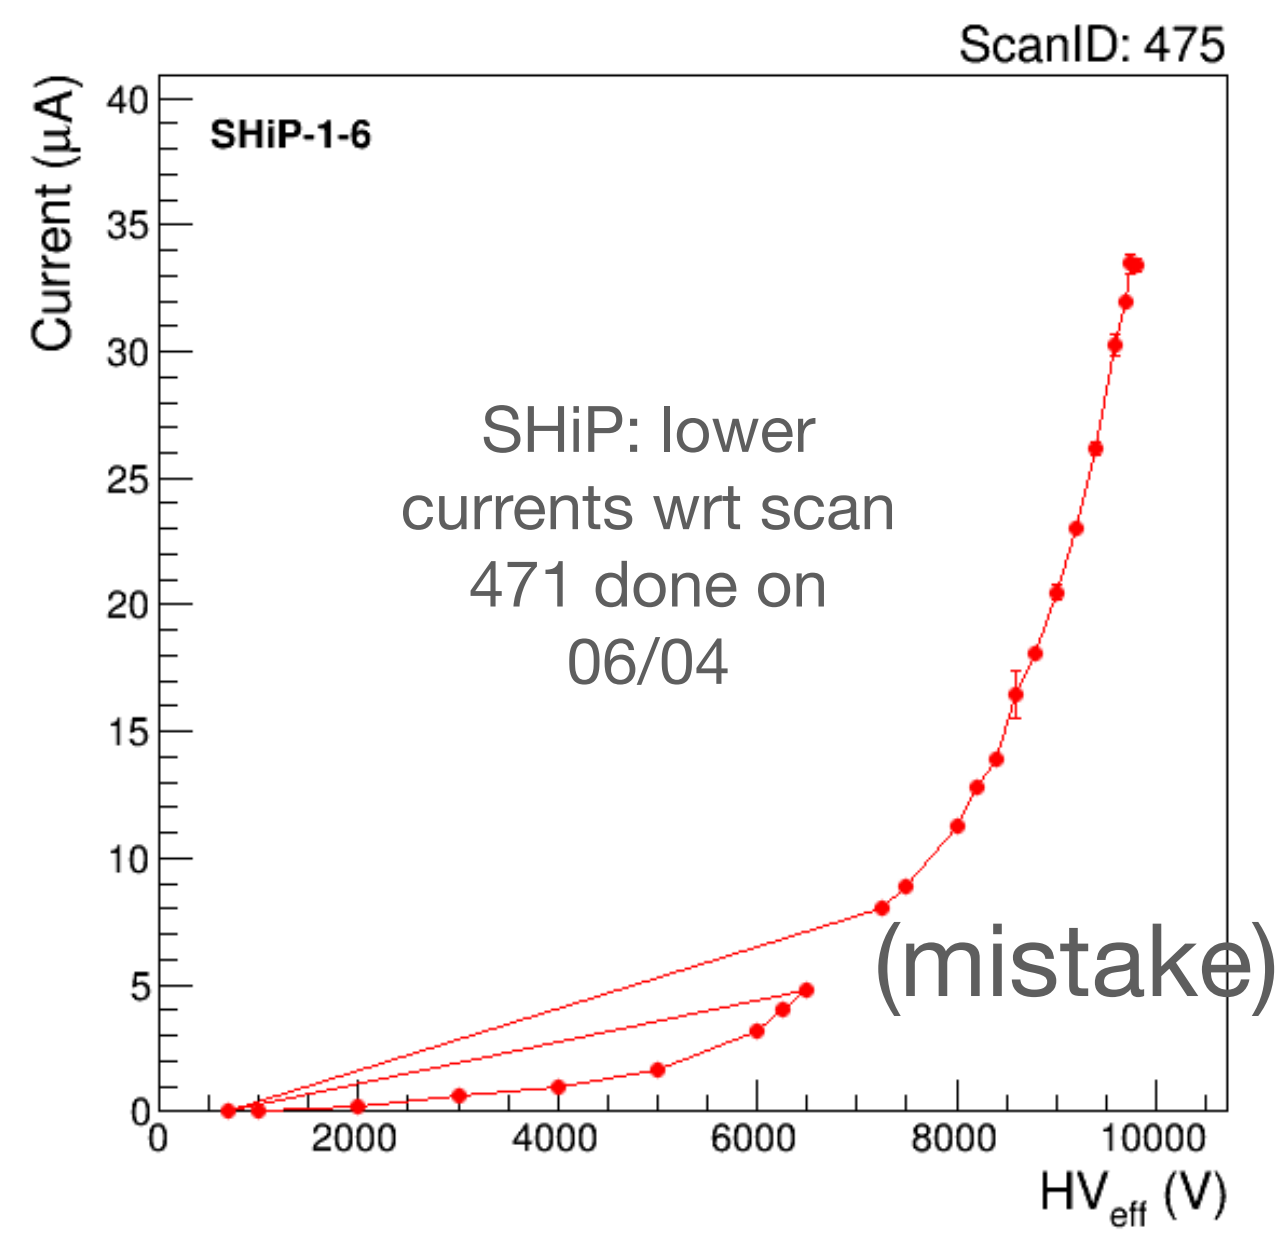 ScanID: 475
Current (μA)
SHiP-1-6
40
35
30
25
20
15
10
5
0
SHiP: lower
currents wrt scan
471 done on
06/04
(mistake)
0 2000 4000 6000 8000 10000
HVeff (V)